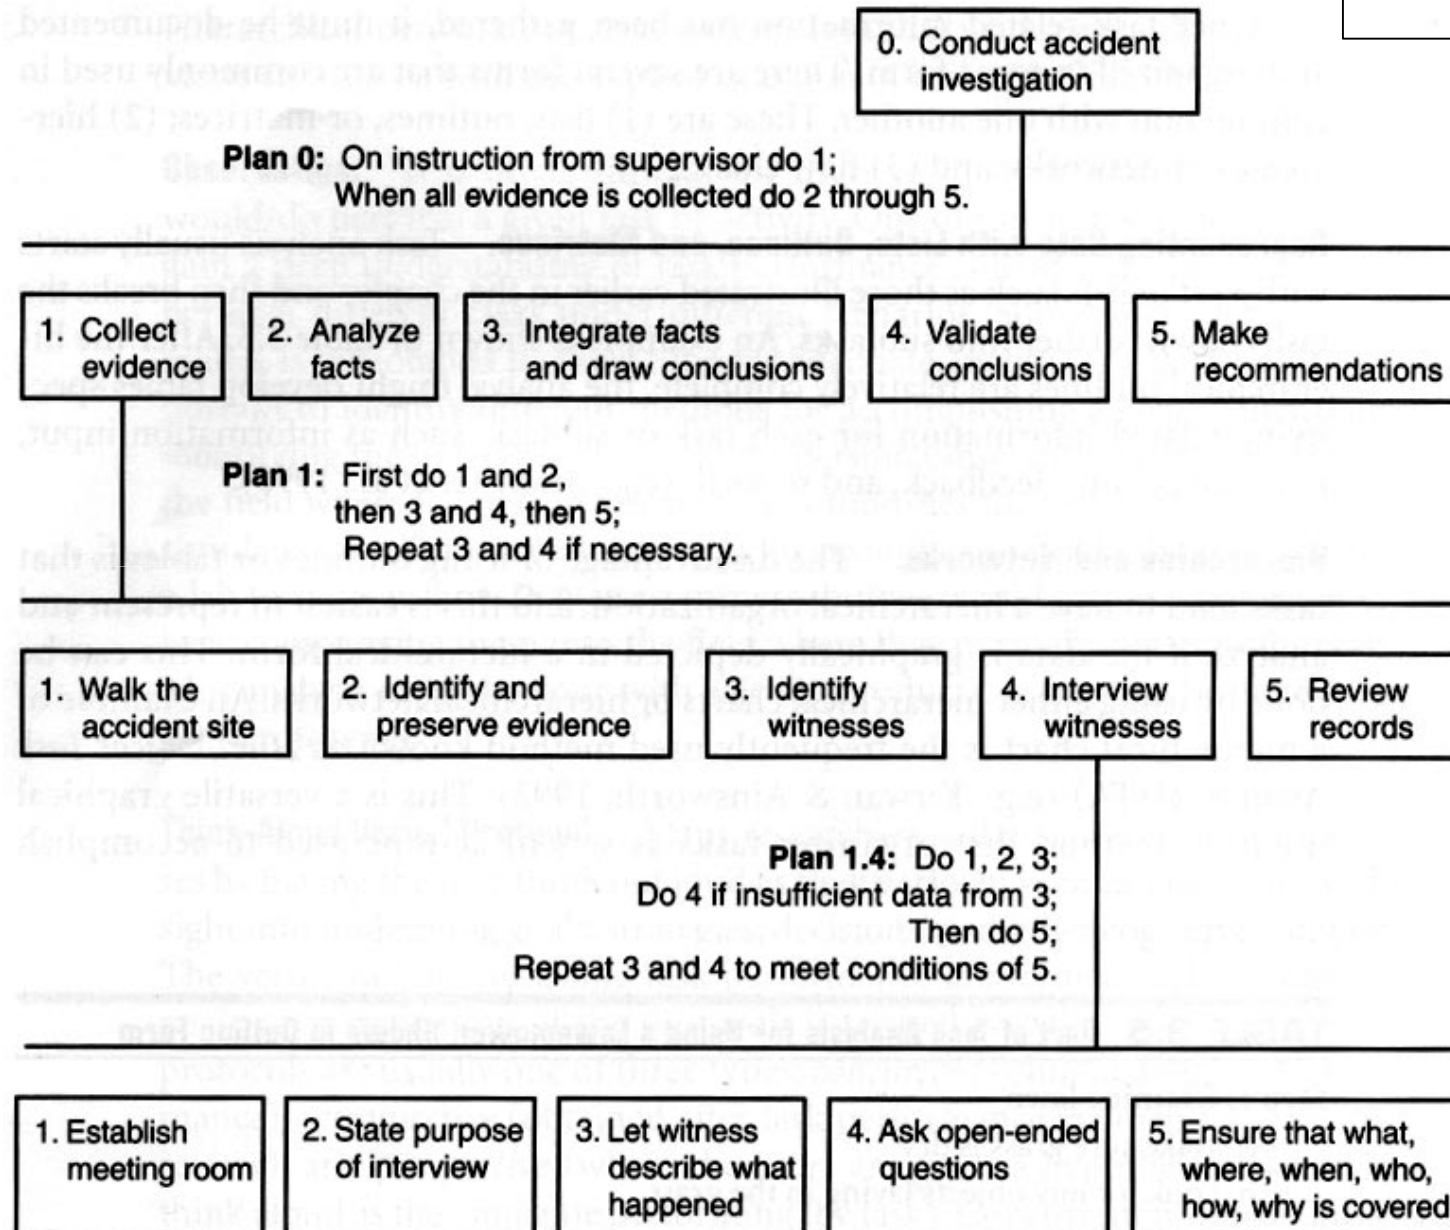 0. Conduct accident
investigation
Plan 0: On instruction from supervisor do 1;
When all evidence is collected do 2 through 5.
1. Collect
evidence
2. Analyze
facts
3. Integrate facts
and draw conclusions
4. Validate
conclusions
5. Make
recommendations
Plan 1: First do 1 and 2,
then 3 and 4, then 5;
Repeat 3 and 4 if necessary.
1. Walk the
accident site
2. Identify and
preserve evidence
3. Identify
witnesses
4. Interview
witnesses
5. Review
records
Plan 1.4: Do 1, 2, 3;
Do 4 if insufficient data from 3;
Then do 5;
Repeat 3 and 4 to meet conditions of 5.
1. Establish
meeting room
2. State purpose
of interview
3. Let witness
describe what
happened
4. Ask open-ended
questions
5. Ensure that what,
where, when, who,
how, why is covered